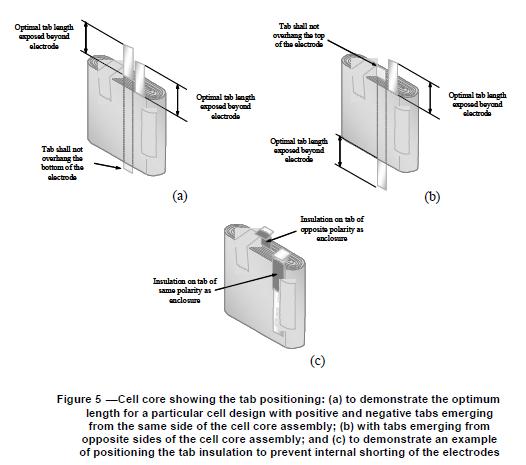 Optimal tab length
exposed beyond
electrode
Optimal tab length
exposed beyond
electrode
Tab shall not
overhang the
bottom of the
electrode
(a)
Tab shall not
overhang the top
of the electrode
Optimal tab length
exposed beyond
electrode
Optimal tab length
exposed beyond
electrode
(b)
Insulation on tab of
opposite polarity as
enclosure
Insulation on tab of
same polarity as
enclosure
(c)
Figure 5 —Cell core showing the tab positioning: (a) to demonstrate the optimum
length for a particular cell design with positive and negative tabs emerging
from the same side of the cell core assembly; (b) with tabs emerging from
opposite sides of the cell core assembly; and (c) to demonstrate an example
of positioning the tab insulation to prevent internal shorting of the electrodes